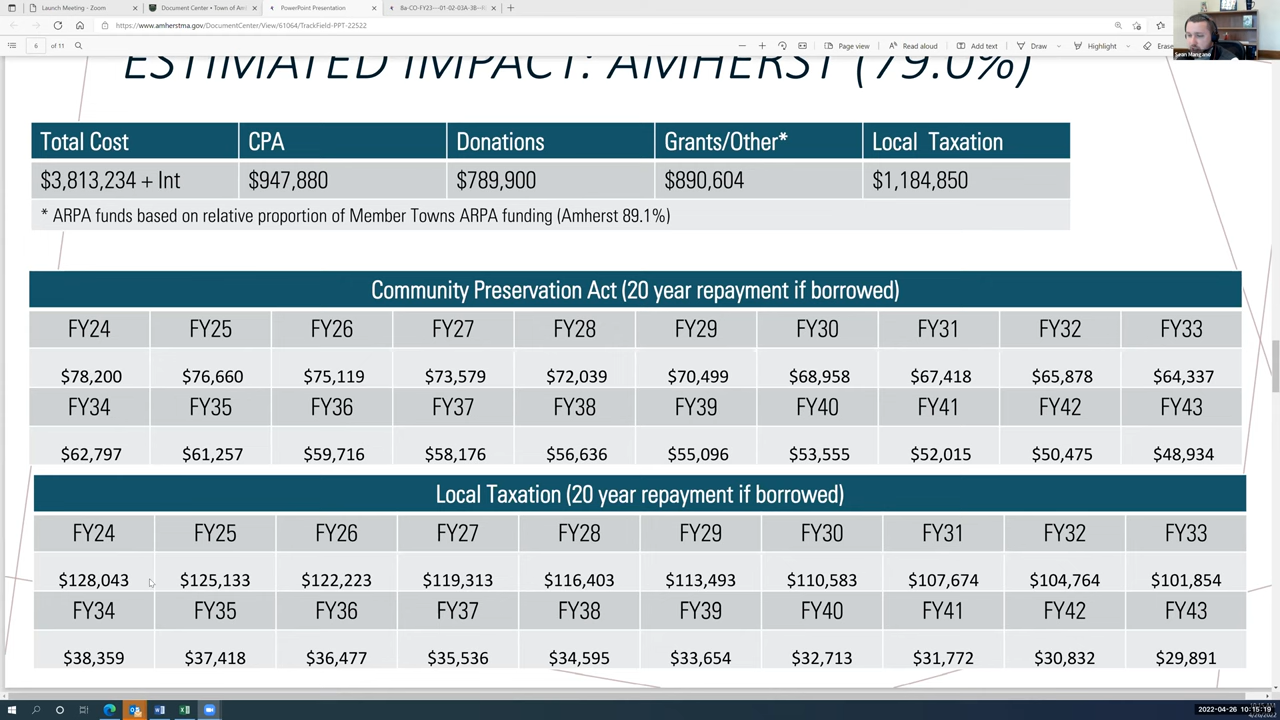 Launch Meeting - Zoom
Document Center • Town of Am
PowerPoint Presentation
https://www.amherstma.gov/DocumentCenter/View/61064/TrackField-PPT-22522
6 of 11
Page view
Read aloud
Add text
Draw
Highlight
Erase
Sean Mangano
ESTIMATED IMPACT: AMHERST (79.0%)
Total Cost CPA Donations Grants/Other* Local Taxation
$3,813,234 + Int $947,880 $789,900 $890,604 $1,184,850
* ARPA funds based on relative proportion of Member Towns ARPA funding (Amherst 89.1%)
Community Preservation Act (20 year repayment if borrowed)
FY24 FY25 FY26 FY27 FY28 FY29 FY30 FY31 FY32 FY33
$78,200 $76,660 $75,119 $73,579 $72,039 $70,499 $68,958 $67,418 $65,878 $64,337
FY34 FY35 FY36 FY37 FY38 FY39 FY40 FY41 FY42 FY43
$62,797 $61,257 $59,716 $58,176 $56,636 $55,096 $53,555 $52,015 $50,475 $48,934
Local Taxation (20 year repayment if borrowed)
FY24 FY25 FY26 FY27 FY28 FY29 FY30 FY31 FY32 FY33
$128,043 $125,133 $122,223 $119,313 $116,403 $113,493 $110,583 $107,674 $104,764 $101,854
FY34 FY35 FY36 FY37 FY38 FY39 FY40 FY41 FY42 FY43
$38,359 $37,418 $36,477 $35,536 $34,595 $33,654 $32,713 $31,772 $30,832 $29,891
2022-04-26 10:15:19